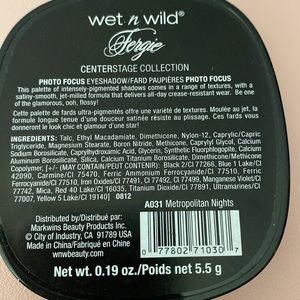 wet n wild®
Fergie
CENTERSTAGE COLLECTION
PHOTO FOCUS EYESHADOW/FARD PAUPIÈRES PHOTO FOCUS
This palette of intensely-pigmented shadows comes in a range of textures, with a
satiny-smooth, jet-milled formula that delivers all-day crease-resistant wear. Be one
of the glamorous, ooh, flossy!
Cette palette de fards ultra-pigmentés offre une variété de textures. Moulée au jet, la
formule longue tenue d'une douceur satinée résiste au plissage. Ces fards vous
donneront le look chic et glamour d'une star!
INGREDIENTS: Talc, Ethyl Macadamiate, Dimethicone, Nylon-12, Caprylic/Capric
Triglyceride, Magnesium Stearate, Boron Nitride, Methicone, Caprylyl Glycol, Calcium
Sodium Borosilicate, Caprylhydroxamic Acid, Glycerin, Synthetic Fluorphlogopite, Calcium
Aluminum Borosilicate, Silica, Calcium Titanium Borosilicate, Dimethicone/Methicone
Copolymer, [+/- (MAY CONTAIN/PEUT CONTENIR): Black 2/CI 77266, Blue 1 Lake/CI
42090, Carmine/CI 75470, Ferric Ammonium Ferrocyanide/CI 77510, Ferric
Ferrocyanide/CI 77510, Iron Oxides/CI 77491, CI 77492, CI 77499, Manganese Violet/CI
77742, Mica, Red 40 Lake/CI 16035, Titanium Dioxide/CI 77891, Ultramarines/CI
77007, Yellow 5 Lake/CI 19140] 0812
Distributed by/Distribué par:
Markwins Beauty Products Inc.
© City of Industry, CA 91789 USA
Made in China/Fabriqué en Chine
wnwbeauty.com
A031 Metropolitan Nights
0 77802 71030 7
Net wt. 0.19 oz./Poids net 5.5 g